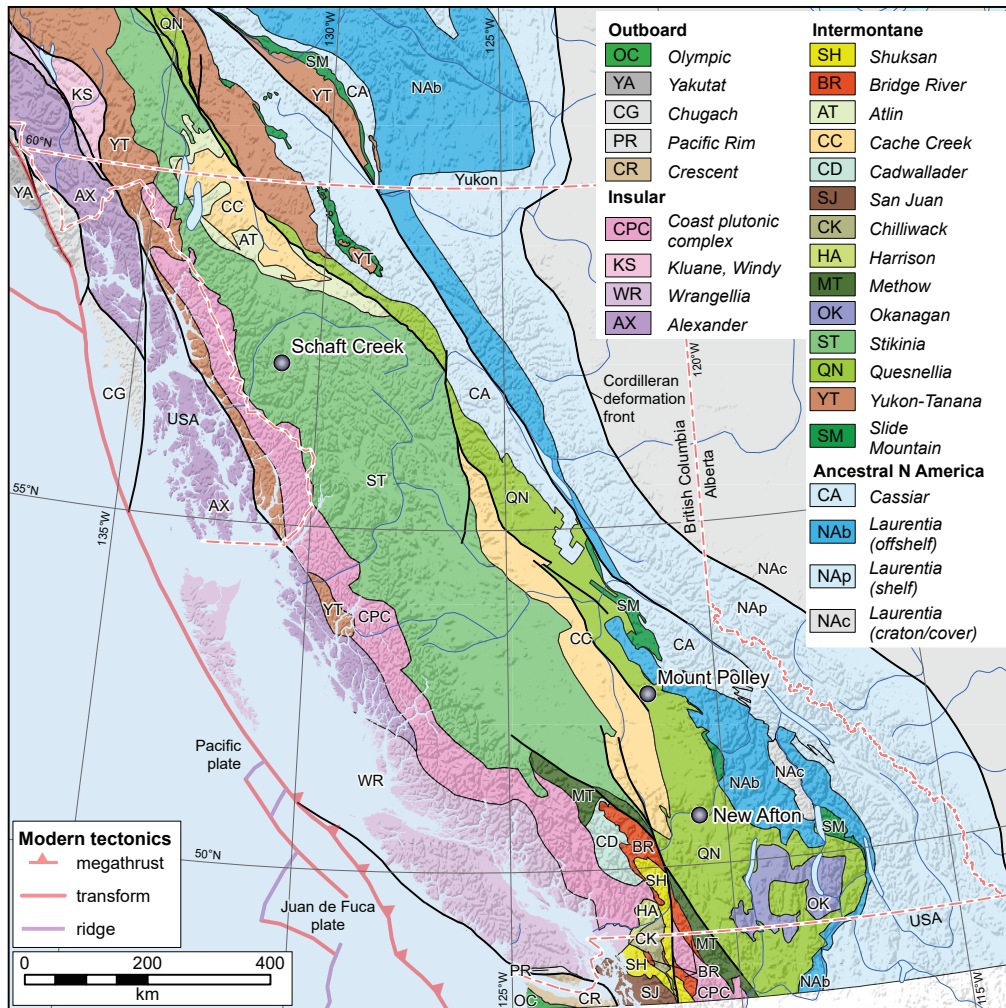 Outboard
OC Olympic
YA Yakutat
CG Chugach
PR Pacific Rim
CR Crescent
Insular
CPC Coast plutonic
complex
KS Kluane, Windy
WR Wrangellia
AX Alexander
Intermontane
SH Shuksan
BR Bridge River
AT Atlin
CC Cache Creek
CD Cadwallader
SJ San Juan
CK Chilliwack
HA Harrison
MT Methow
OK Okanagan
ST Stikinia
QN Quesnellia
YT Yukon-Tanana
SM Slide
Mountain
Ancestral N America
CA Cassiar
NAb Laurentia
(offshelf)
NAp Laurentia
(shelf)
NAc Laurentia
(craton/cover)
QN
130°W
125°W
SM
YT
CA
NAb
KS
60°N
YT
Yukon
YA
AX
CC
AT
YT
Schaft Creek
120°W
Cordilleran
deformation
front
CG
CA
USA
British Columbia
Alberta
ST
QN
55°N
135°W
AX
NAc
YT
CPC
SM
NAp
CC
CA
Mount Polley
Pacific
plate
WR
NAb
NAc
MT
New Afton
SM
CD
BR
QN
50°N
SH
OK
HA
USA
Juan de Fuca
plate
CK
MT
SH
BR
NAb
PR
CPC
125°W
OC
CR
SJ
115°W
Modern tectonics
megathrust
transform
ridge
0 200 400
km